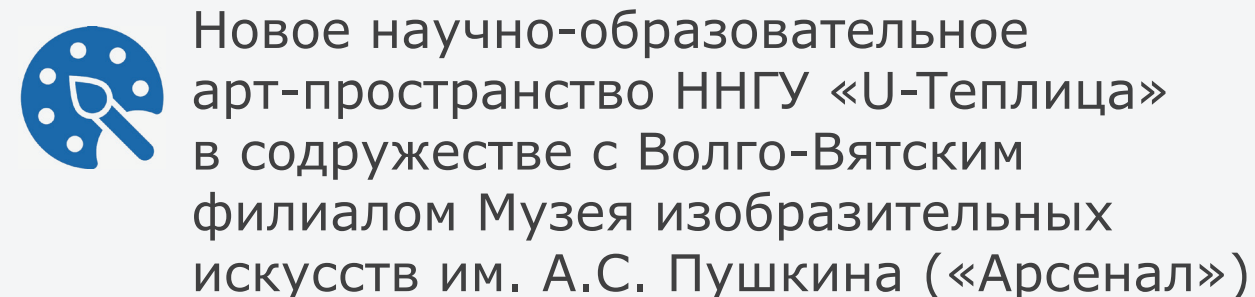 Новое научно-образовательное
арт-пространство ННГУ «U-Теплица»
в содружестве с Волго-Вятским
филиалом Музея изобразительных
искусств им. А.С. Пушкина («Арсенал»)